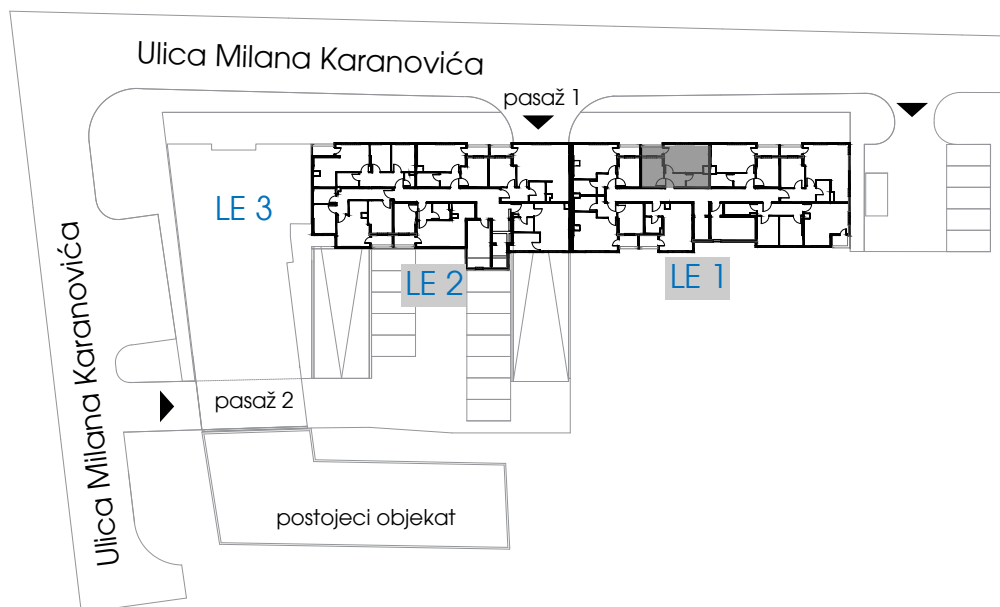 Ulica Milana Karanovića
pasaž 1
LE 3
LE 2
LE 1
Ulica Milana Karanovića
pasaž 2
postojeci objekat